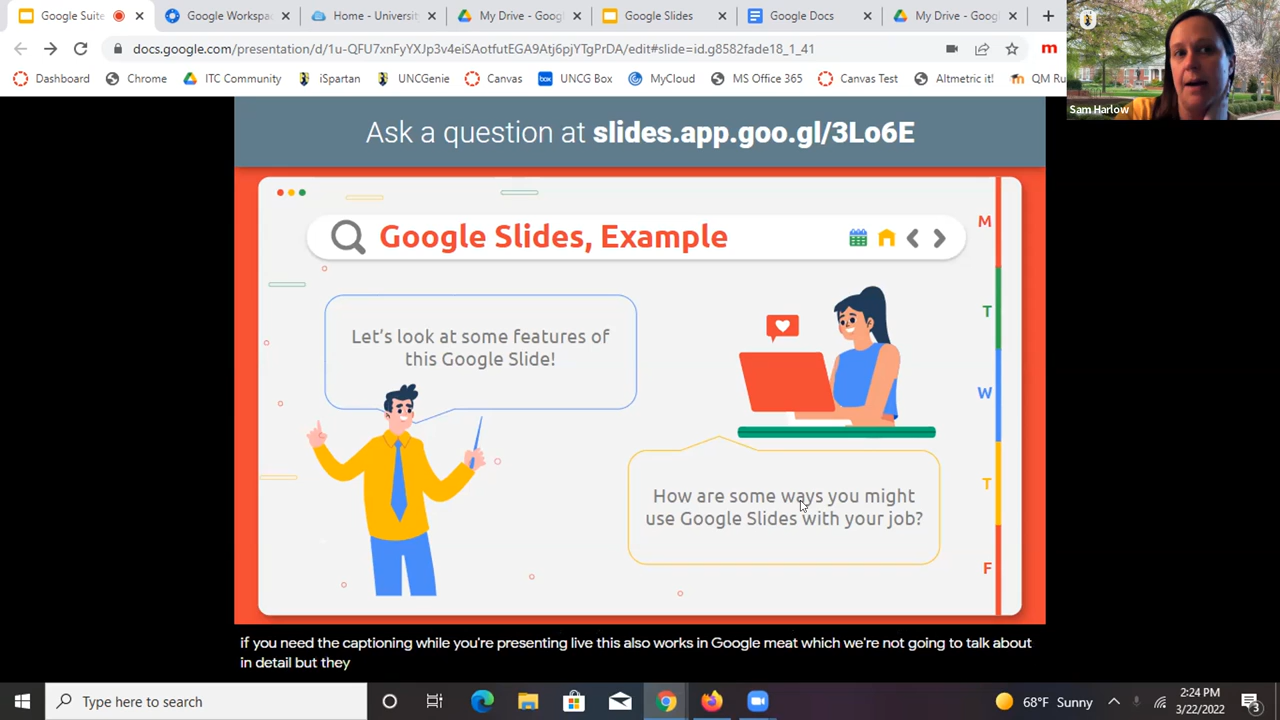 Google Suite
Google Workspa
Home - Universit
My Drive - Goog
Google Slides
Google Docs
My Drive - Goog
docs.google.com/presentation/d/1u-QFU7xnFyYXJp3v4eiSAotfutEGA9Atj6pjYTgPrDA/edit#slide=id.g8582fade18_1_41
m
Dashboard
Chrome
ITC Community
iSpartan
UNCGenie
Canvas
box
UNCG Box
MyCloud
MS Office 365
Canvas Test
Altmetric it!
QM Ru
Sam Harlow
Ask a question at slides.app.goo.gl/3Lo6E
Google Slides, Example
M
T
W
T
F
Let's look at some features of
this Google Slide!
How are some ways you might
use Google Slides with your job?
if you need the captioning while you're presenting live this also works in Google meat which we're not going to talk about
in detail but they
Type here to search
68°F Sunny
2:24 PM
3/22/2022
3